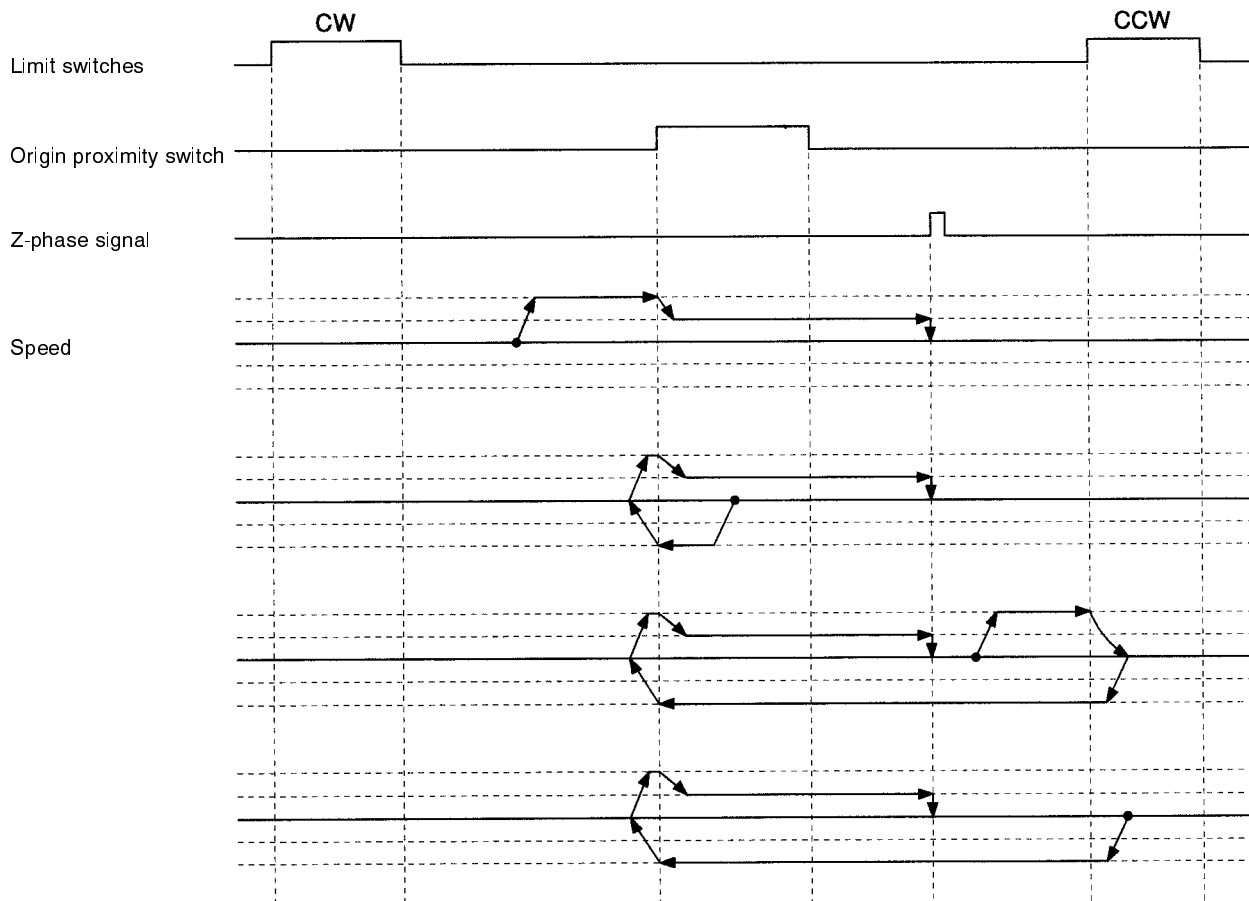 CW
CCW
Limit switches
Origin proximity switch
Z-phase signal
Speed